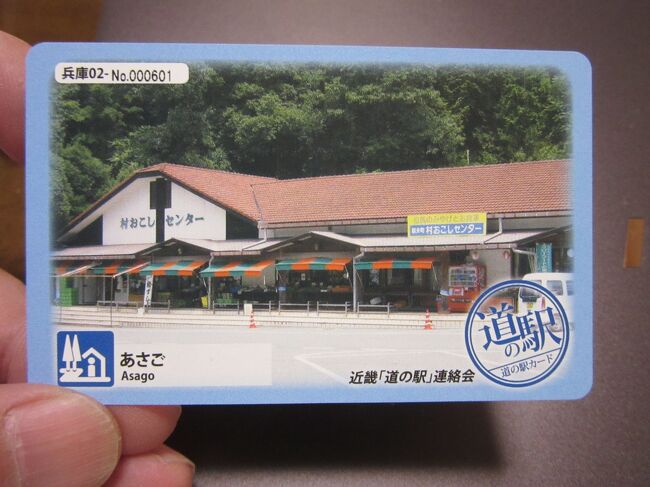 兵庫02-No.000601
村おこしセンター
村おこしセンター
あさご
Asago
近畿「道の駅」連絡会
道の駅
道の駅カード